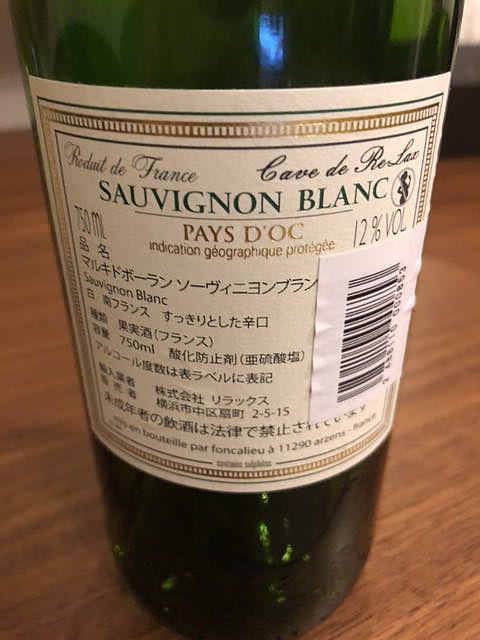 Produit de France Cave de ReLax
SAUVIGNON BLANC
750 ml PAYS D'OC 12 % VOL
indication géographique protégée
品名
マルキドボーラン ソーヴィニヨンブラン
Sauvignon Blanc
白 南フランス すっきりとした辛口
種類 果実酒(フランス)
容量 750ml 酸化防止剤(亜硫酸塩)
アルコール度数は表ラベルに表記
輸入業者 株式会社 リラックス
販売者 横浜市中区扇町 2-5-15
未成年者の飲酒は法律で禁止されています
mis en bouteille par foncalieu à 11290 arzens - france
contains sulphites